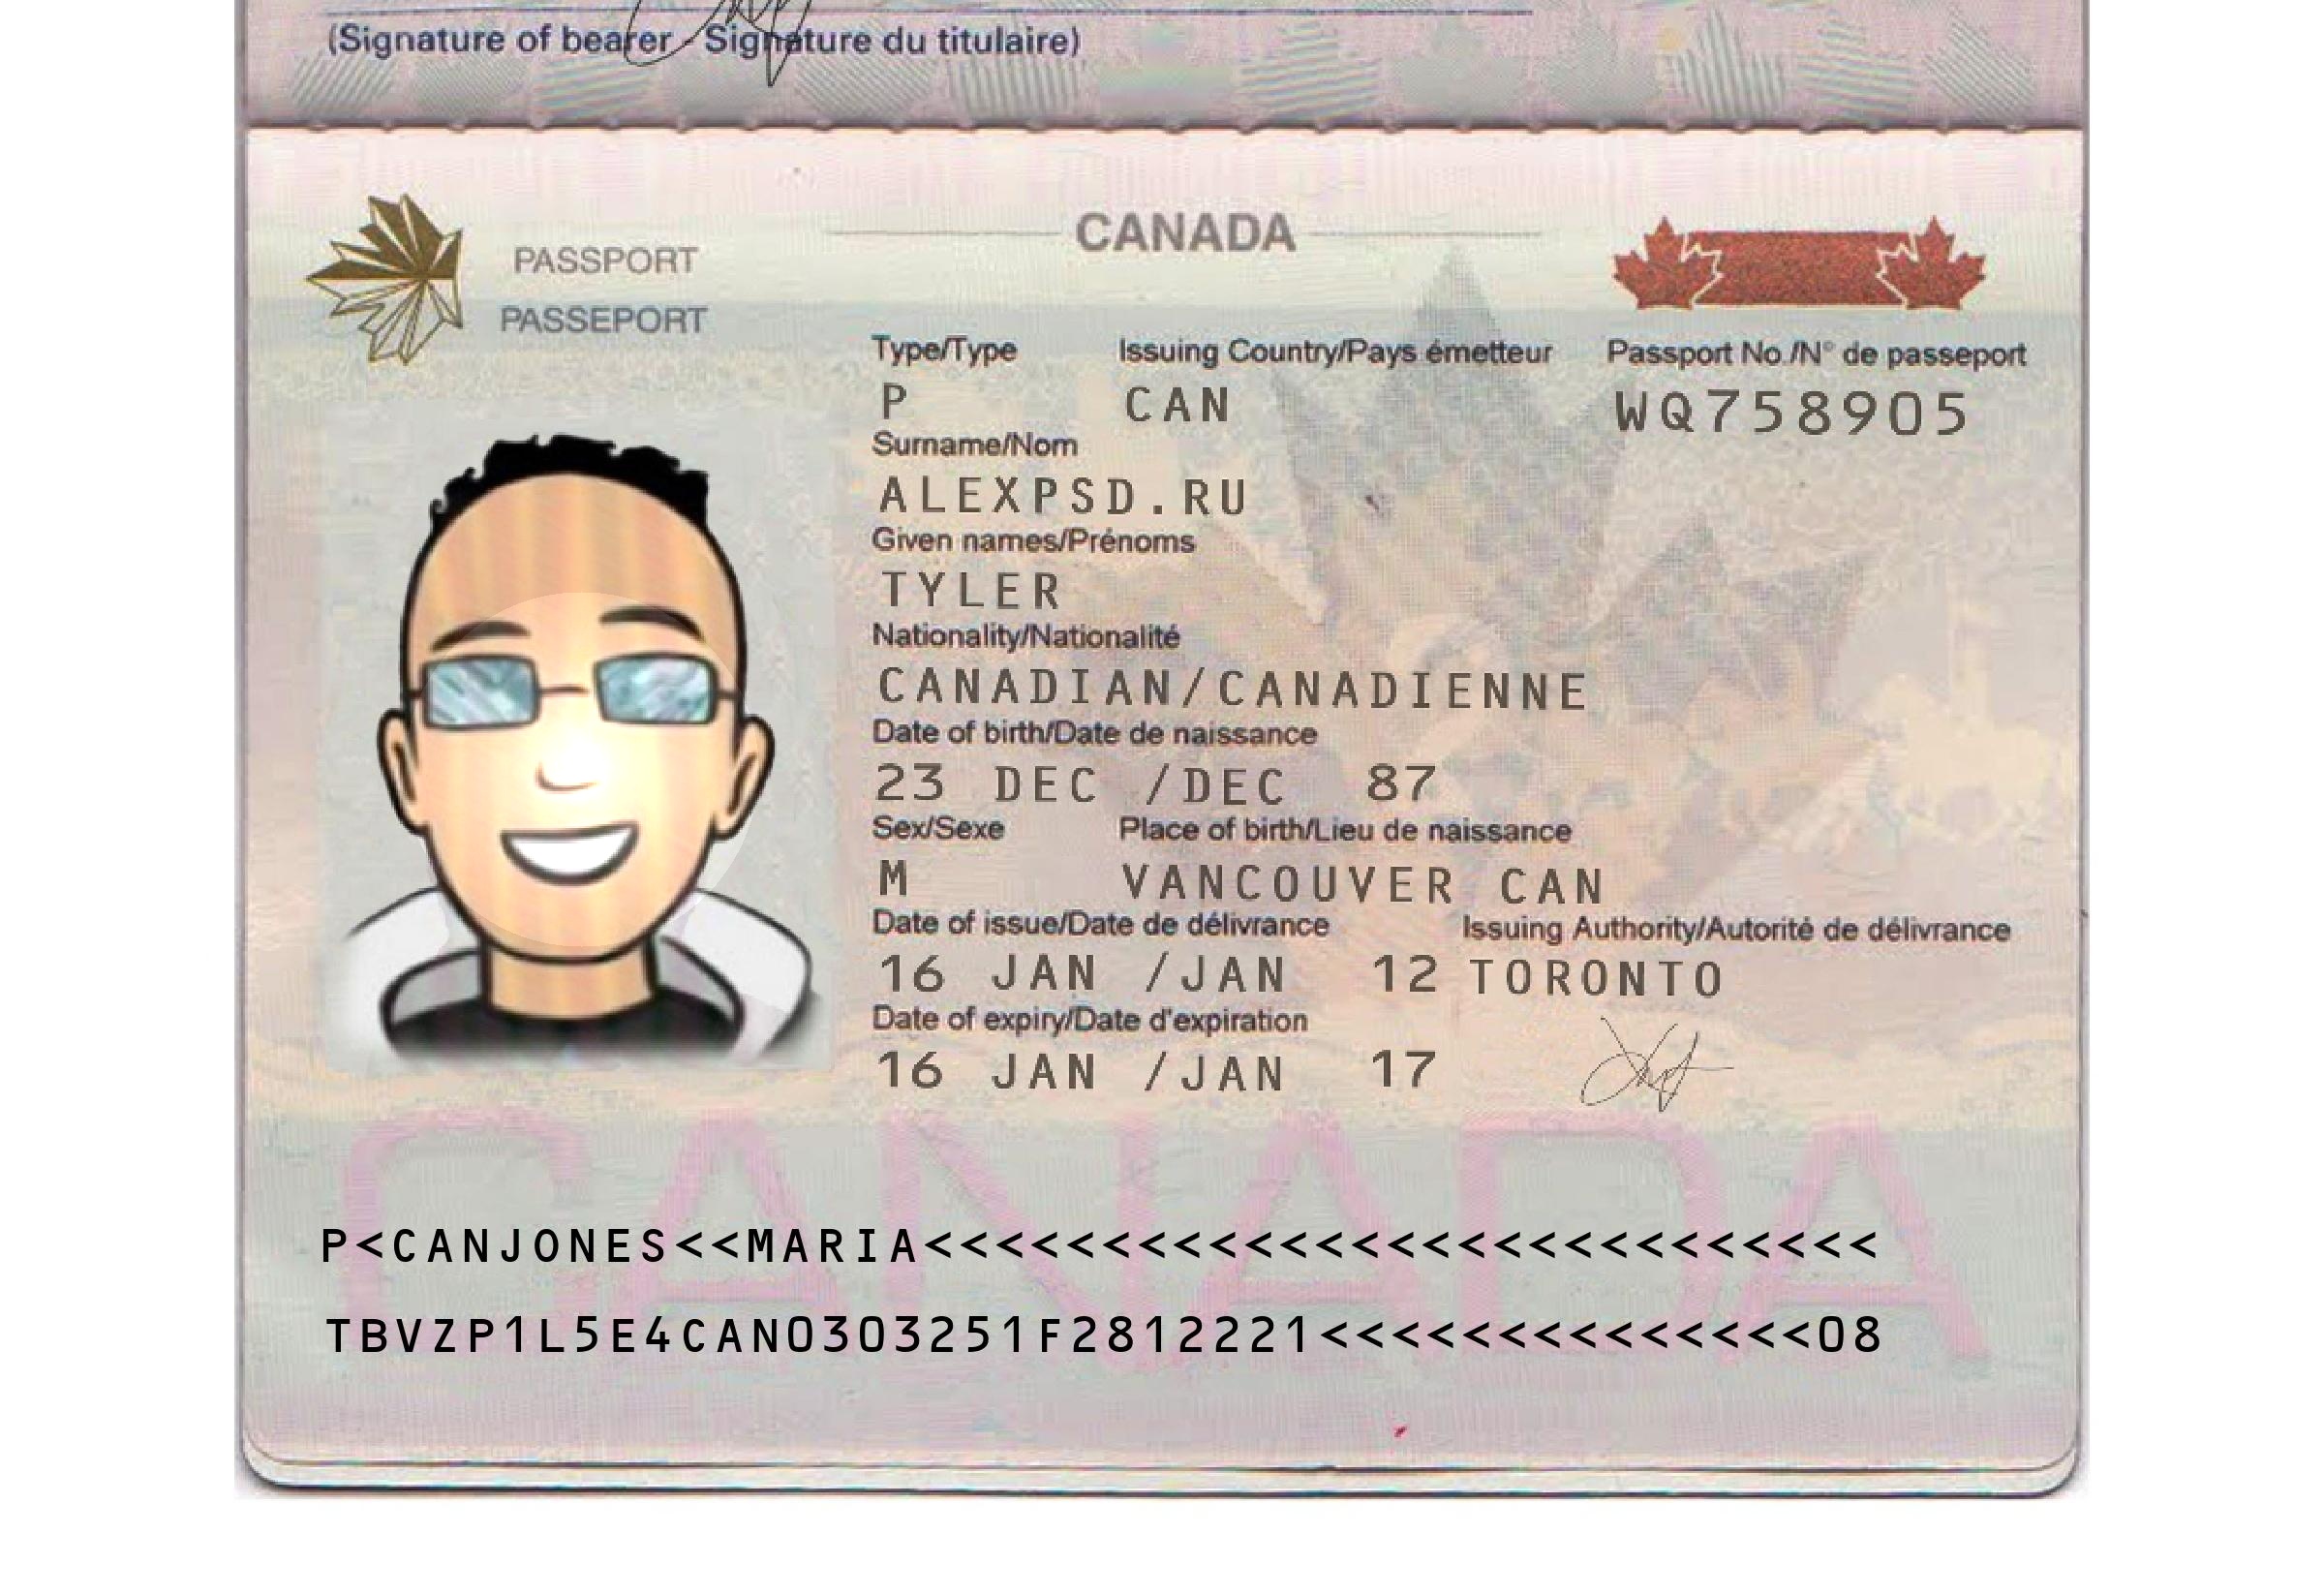 (Signature of bearer - Signature du titulaire)
CANADA
PASSPORT
PASSEPORT
Type/Type Issuing Country/Pays émetteur Passport No./N° de passeport
P CAN WQ758905
Surname/Nom
ALEXPSD.RU
Given names/Prénoms
TYLER
Nationality/Nationalité
CANADIAN/CANADIENNE
Date of birth/Date de naissance
23 DEC /DEC 87
Sex/Sexe Place of birth/Lieu de naissance
M VANCOUVER CAN
Date of issue/Date de délivrance Issuing Authority/Autorité de délivrance
16 JAN /JAN 12 TORONTO
Date of expiry/Date d'expiration
16 JAN /JAN 17
CANADA
P<CANJONES<<MARIA<<<<<<<<<<<<<<<<<<<<<<<<<<<
TBVZP1L5E4CAN0303251F2812221<<<<<<<<<<<<<<08